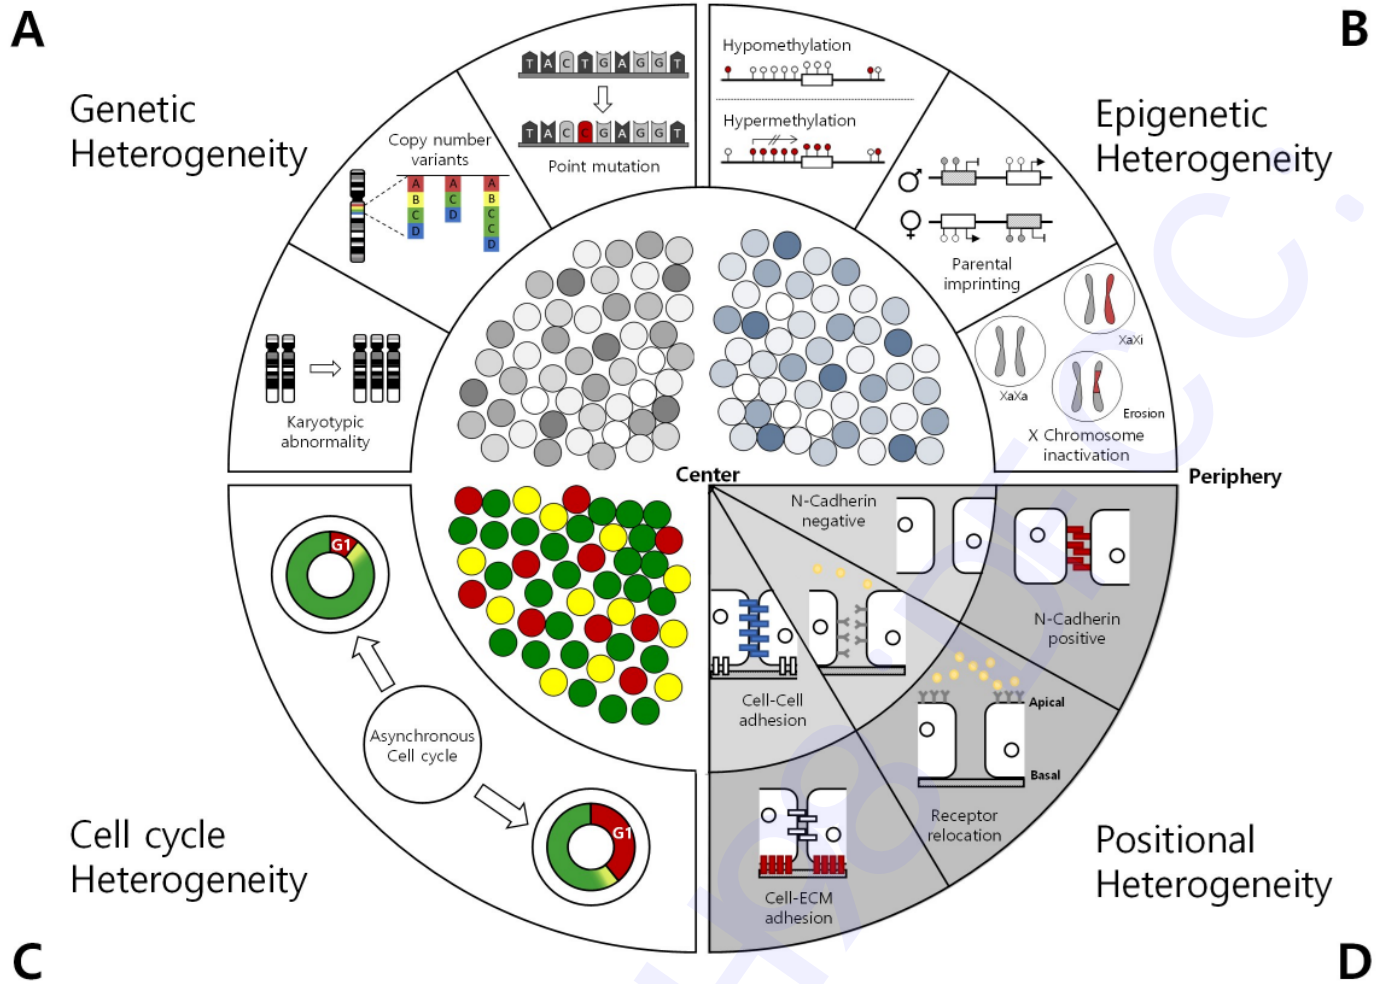 A
B
Genetic
Heterogeneity
T A C T G A G G T
T A C C G A G G T
Point mutation
Copy number
variants
A A A
B C B
C D C
D C
D
Karyotypic
abnormality
Hypomethylation
Hypermethylation
Epigenetic
Heterogeneity
Parental
imprinting
XaXi
XaXa
Erosion
X Chromosome
inactivation
Center
Periphery
G1
Asynchronous
Cell cycle
G1
Cell cycle
Heterogeneity
C
N-Cadherin
negative
N-Cadherin
positive
Cell-Cell
adhesion
Apical
Basal
Receptor
relocation
Cell-ECM
adhesion
Positional
Heterogeneity
D